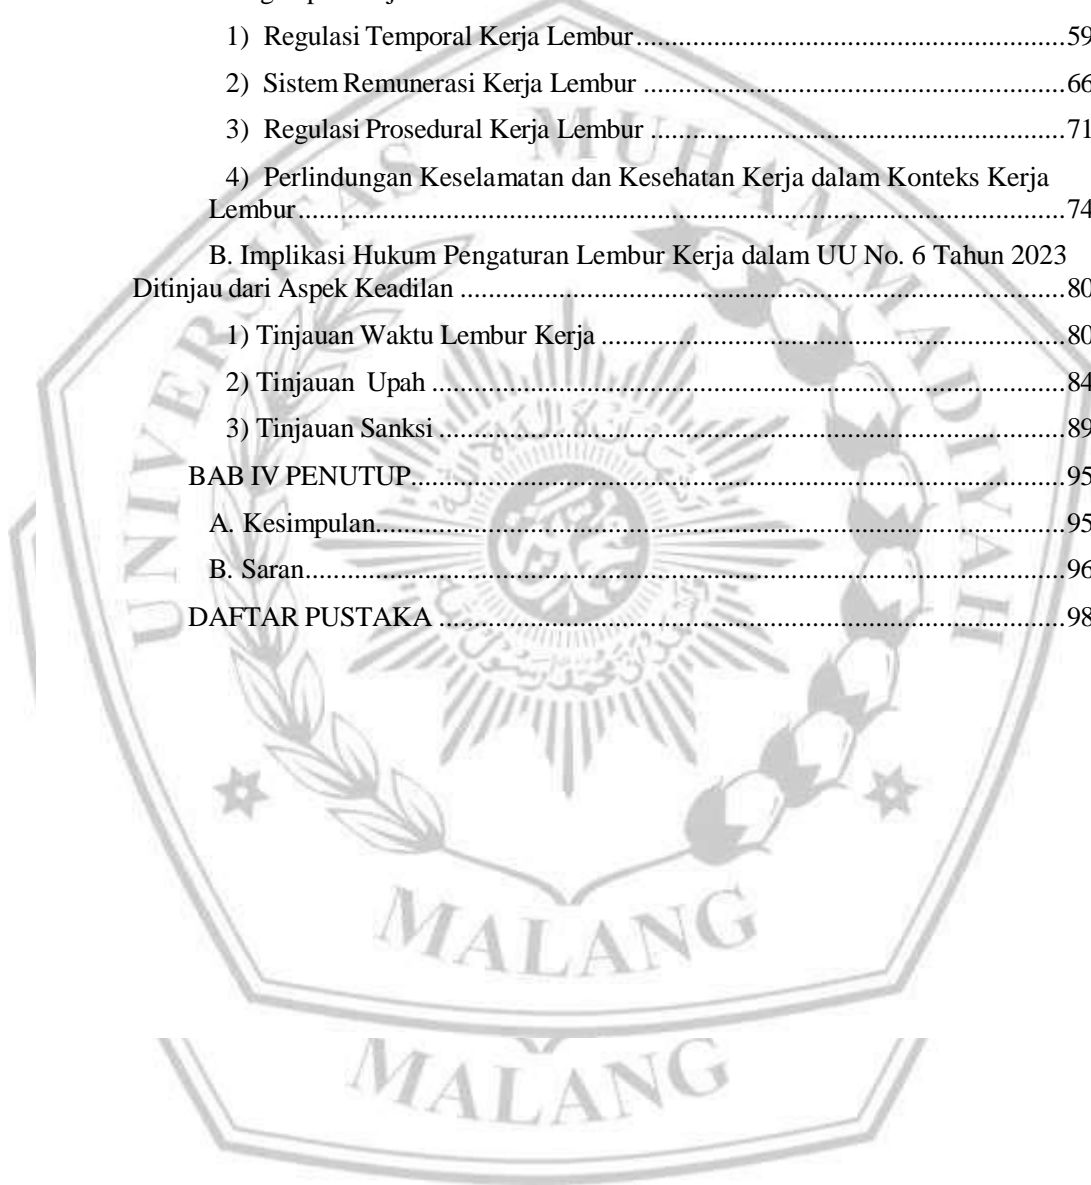 1) Regulasi Temporal Kerja Lembur.....................................................................59
2) Sistem Remunerasi Kerja Lembur ....................................................................66
3) Regulasi Prosedural Kerja Lembur ...................................................................71
4) Perlindungan Keselamatan dan Kesehatan Kerja dalam Konteks Kerja
Lembur.............................................................................................................74
B. Implikasi Hukum Pengaturan Lembur Kerja dalam UU No. 6 Tahun 2023
Ditinjau dari Aspek Keadilan ...........................................................................80
1) Tinjauan Waktu Lembur Kerja .........................................................................80
2) Tinjauan Upah .................................................................................................84
3) Tinjauan Sanksi ................................................................................................89
BAB IV PENUTUP.............................................................................................95
A. Kesimpulan....................................................................................................95
B. Saran..............................................................................................................96
DAFTAR PUSTAKA .........................................................................................98
UNIVERSITAS MUHAMMADIYAH
MALANG
MALANG